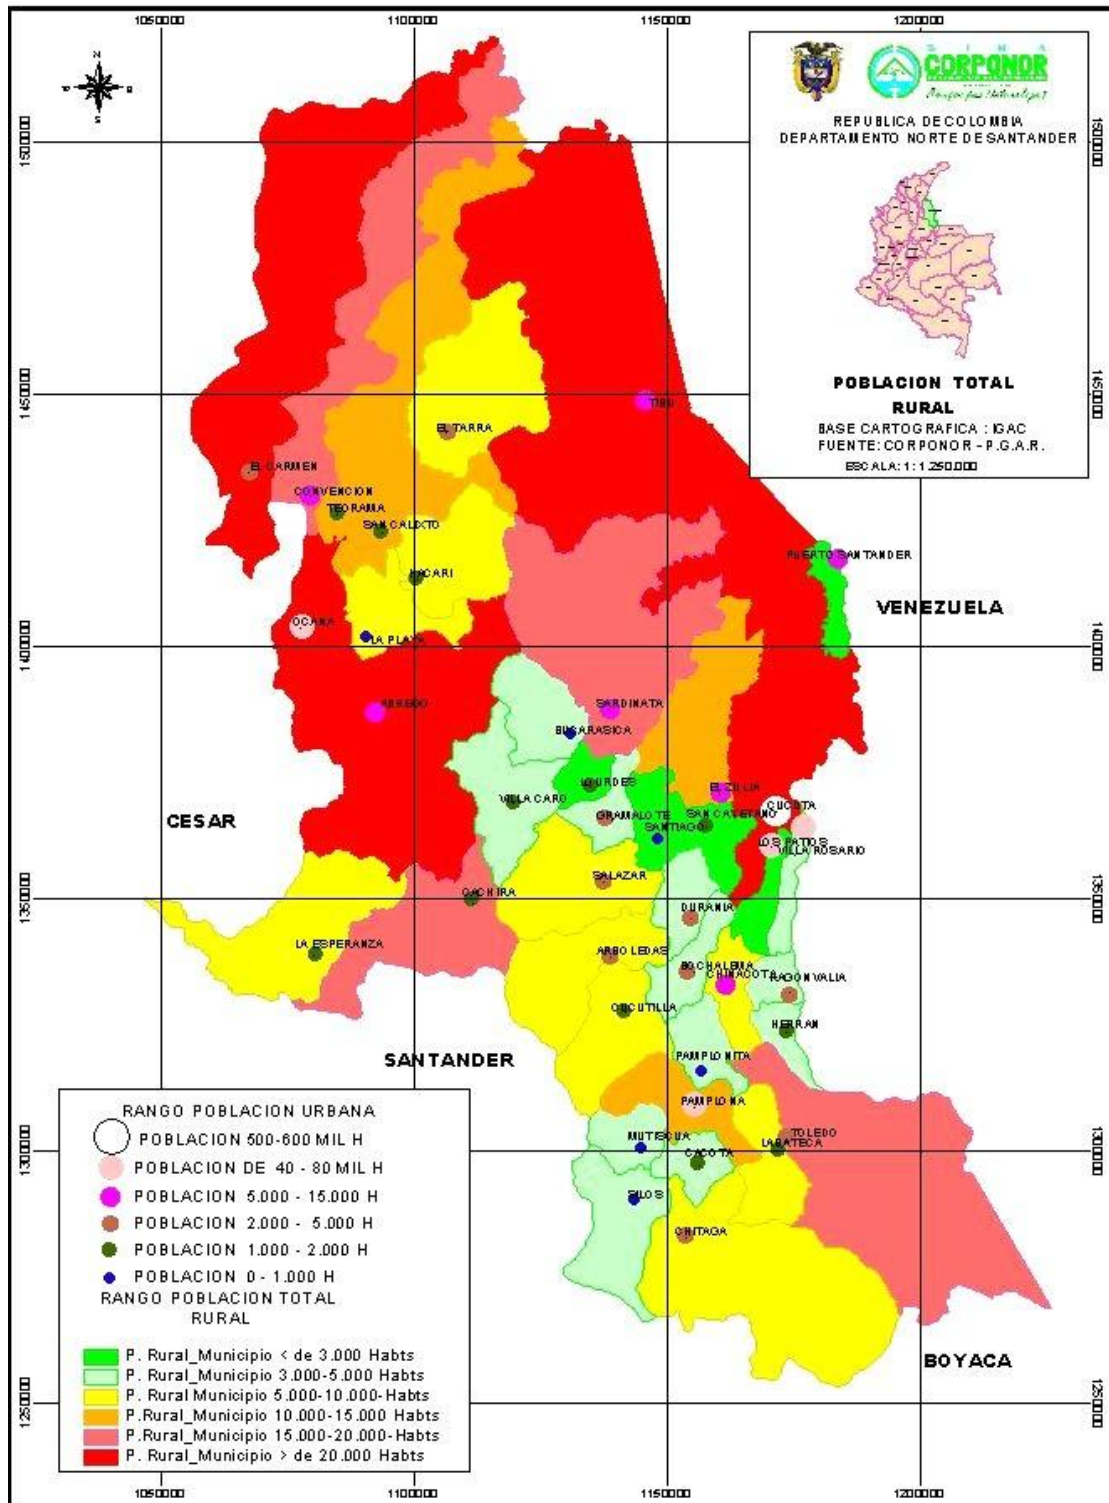 1050000 1100000 1150000 1200000
N
S
SINA
CORPONOR
REPUBLICA DE COLOMBIA
DEPARTAMENTO NORTE DE SANTANDER
1500000 1500000
POBLACION TOTAL
RURAL
BASE CARTOGRAFICA : IGAC
FUENTE: CORPONOR - P.G.A.R.
ESCALA: 1 : 1.250.000
1450000 1450000
TIBU
EL TARRA
EL CARMEN
CONVENCION
TEORAMA
SAN CALIXTO
HACARI
PUERTO SANTANDER
VENEZUELA
OCANA
LA PLAYA
1400000 1400000
ABREGO
SARDINATA
BUCARASICA
LOURDES
VILLA CARO
EL ZULIA
CUCUTA
GRAMALOTE
SAN CAYETANO
SANTIAGO
CESAR
LOS PATIOS
VILLA ROSARIO
SALAZAR
CACHIRA
1350000 1350000
DURANIA
LA ESPERANZA
ARBOLEDAS
BOCHALEMA
CHINACOTA
RAGONVALIA
CUCUTILLA
HERRAN
SANTANDER
PAMPLONITA
PAMPLONA
MUTISCUA
TOLEDO
LABATECA
CACOTA
1300000 1300000
SILOS
CHITAGA
BOYACA
RANGO POBLACION URBANA
POBLACION 500-600 MIL H
POBLACION DE 40 - 80 MIL H
POBLACION 5.000 - 15.000 H
POBLACION 2.000 - 5.000 H
POBLACION 1.000 - 2.000 H
POBLACION 0 - 1.000 H
RANGO POBLACION TOTAL
RURAL
P. Rural_Municipio < de 3.000 Habts
P. Rural_Municipio 3.000-5.000 Habts
P. Rural Municipio 5.000-10.000-Habts
P.Rural_Municipio 10.000-15.000 Habts
P.Rural_Municipio 15.000-20.000-Habts
P. Rural_Municipio > de 20.000 Habts
1250000 1250000
1050000 1100000 1150000 1200000